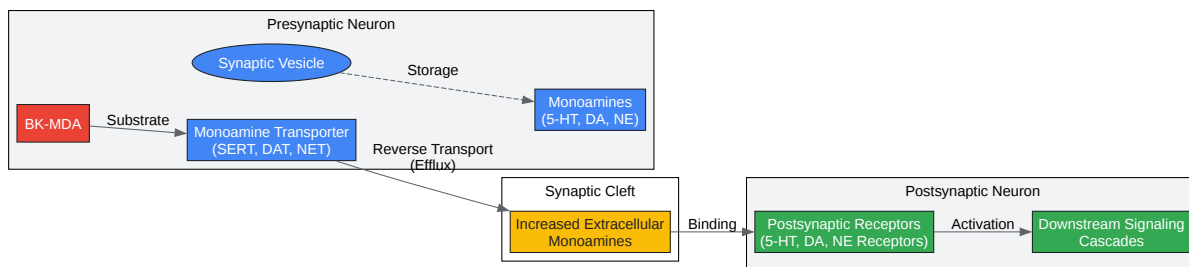 Presynaptic Neuron
Synaptic Vesicle
Storage
Monoamines
(5-HT, DA, NE)
BK-MDA
Substrate
Monoamine Transporter
(SERT, DAT, NET)
Reverse Transport
(Efflux)
Synaptic Cleft
Increased Extracellular
Monoamines
Binding
Postsynaptic Neuron
Postsynaptic Receptors
(5-HT, DA, NE Receptors)
Activation
Downstream Signaling
Cascades